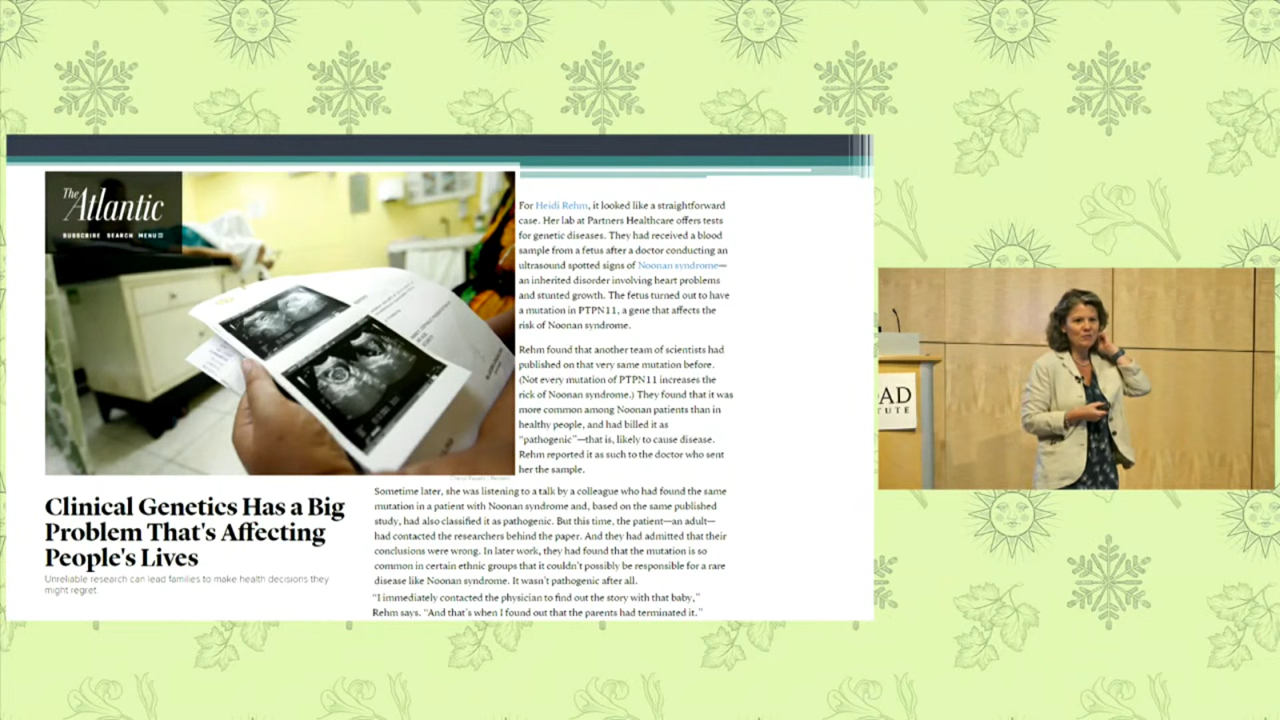 The
Atlantic
SUBSCRIBE SEARCH MENU
For Heidi Rehm, it looked like a straightforward
case. Her lab at Partners Healthcare offers tests
for genetic diseases. They had received a blood
sample from a fetus after a doctor conducting an
ultrasound spotted signs of Noonan syndrome—
an inherited disorder involving heart problems
and stunted growth. The fetus turned out to have
a mutation in PTPN11, a gene that affects the
risk of Noonan syndrome.
Rehm found that another team of scientists had
published on that very same mutation before.
(Not every mutation of PTPN11 increases the
rick of Noonan syndrome.) They found that it was
more common among Noonan patients than in
healthy people, and had billed it as
“pathogenic”—that is, likely to cause disease.
Rehm reported it as such to the doctor who sent
her the sample.
Clinical Genetics Has a Big
Problem That's Affecting
People's Lives
Unreliable research can lead families to make health decisions they
might regret.
Sometime later, she was listening to a talk by a colleague who had found the same
mutation in a patient with Noonan syndrome and, based on the same published
study, had also classified it as pathogenic. But this time, the patient—an adult—
had contacted the researchers behind the paper. And they had admitted that their
conclusions were wrong. In later work, they had found that the mutation is so
common in certain ethnic groups that it couldn't possibly be responsible for a rare
disease like Noonan syndrome. It wasn't pathogenic after all.
“I immediately contacted the physician to find out the story with that baby,”
Rehm says. “And that's when I found out that the parents had terminated it.”
AD
TUTE